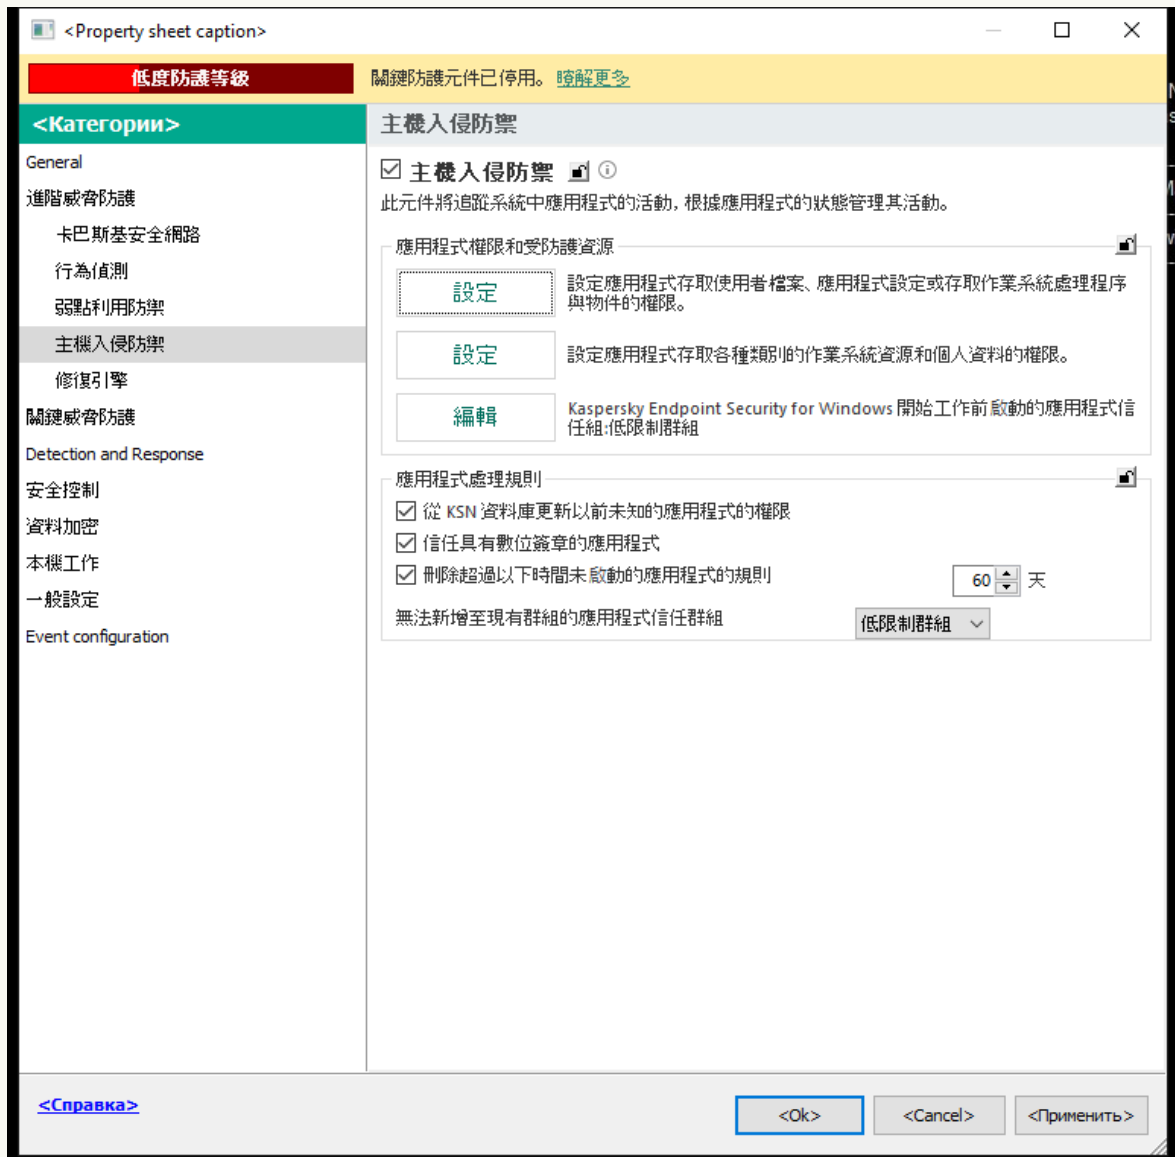 <Property sheet caption>
低度防護等級
關鍵防護元件已停用。 瞭解更多
<Категории>
主機入侵防禦
General
進階威脅防護
卡巴斯基安全網路
行為偵測
弱點利用防禦
主機入侵防禦
修復引擎
關鍵威脅防護
Detection and Response
安全控制
資料加密
本機工作
一般設定
Event configuration
主機入侵防禦
此元件將追蹤系統中應用程式的活動, 根據應用程式的狀態管理其活動。
應用程式權限和受防護資源
設定
設定應用程式存取使用者檔案、應用程式設定或存取作業系統處理程序
與物件的權限。
設定
設定應用程式存取各種類別的作業系統資源和個人資料的權限。
編輯
Kaspersky Endpoint Security for Windows 開始工作前啟動的應用程式信
任組:低限制群組
應用程式處理規則
從 KSN 資料庫更新以前未知的應用程式的權限
信任具有數位簽章的應用程式
刪除超過以下時間未啟動的應用程式的規則
60 天
無法新增至現有群組的應用程式信任群組
低限制群組
<Справка>
<Ok>
<Cancel>
<Применить>